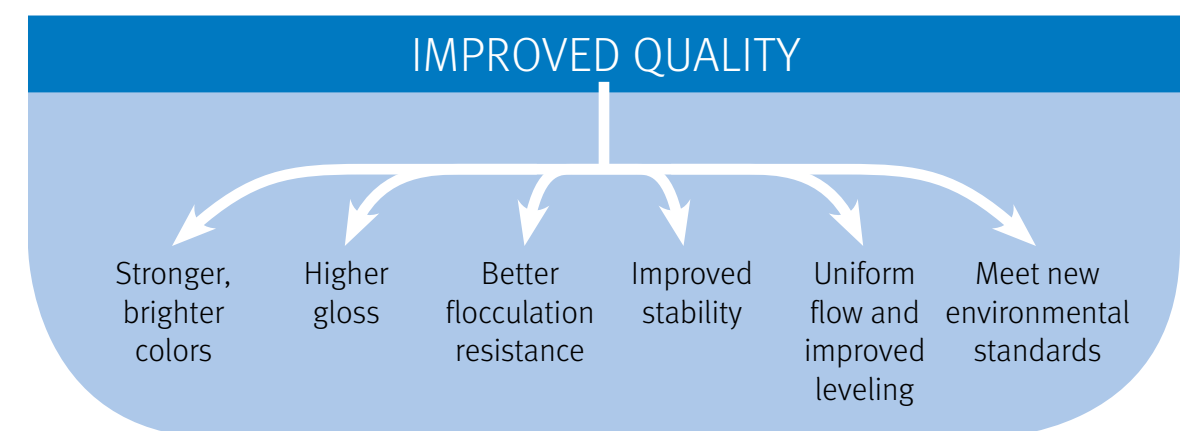 IMPROVED QUALITY
Stronger,
brighter
colors
Higher
gloss
Better
flocculation
resistance
Improved
stability
Uniform
flow and
improved
leveling
Meet new
environmental
standards